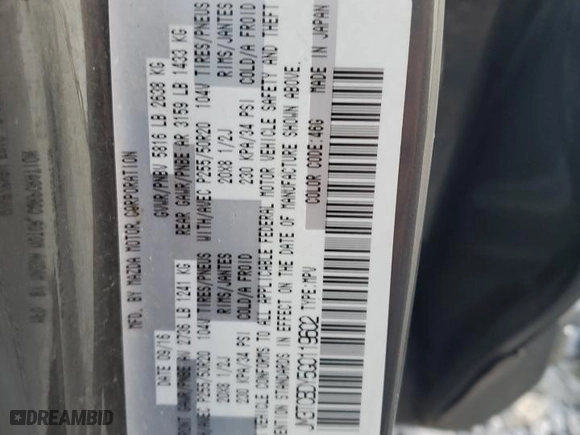 MFD. BY MAZDA MOTOR CORPORATION
DATE 09/16 GVWR/PNBV 5816 LB 2638 KG
FRONT GAWR/PNBE AV 2736 LB 1241 KG REAR GAWR/PNBE AR 3159 LB 1433 KG
WITH/AVEC P255/50R20 104V TIRES/PNEUS WITH/AVEC P255/50R20 104V TIRES/PNEUS
20X8 1/2J RIMS/JANTES 20X8 1/2J RIMS/JANTES
230 KPA/34 PSI COLD/A FROID 230 KPA/34 PSI COLD/A FROID
VEHICLE CONFORMS TO ALL APPLICABLE FEDERAL MOTOR VEHICLE SAFETY AND THEFT
PREVENTION STANDARDS IN EFFECT ON THE DATE OF MANUFACTURE SHOWN ABOVE.
TYPE:MPV COLOR CODE:46G MADE IN JAPAN
DREAMBID